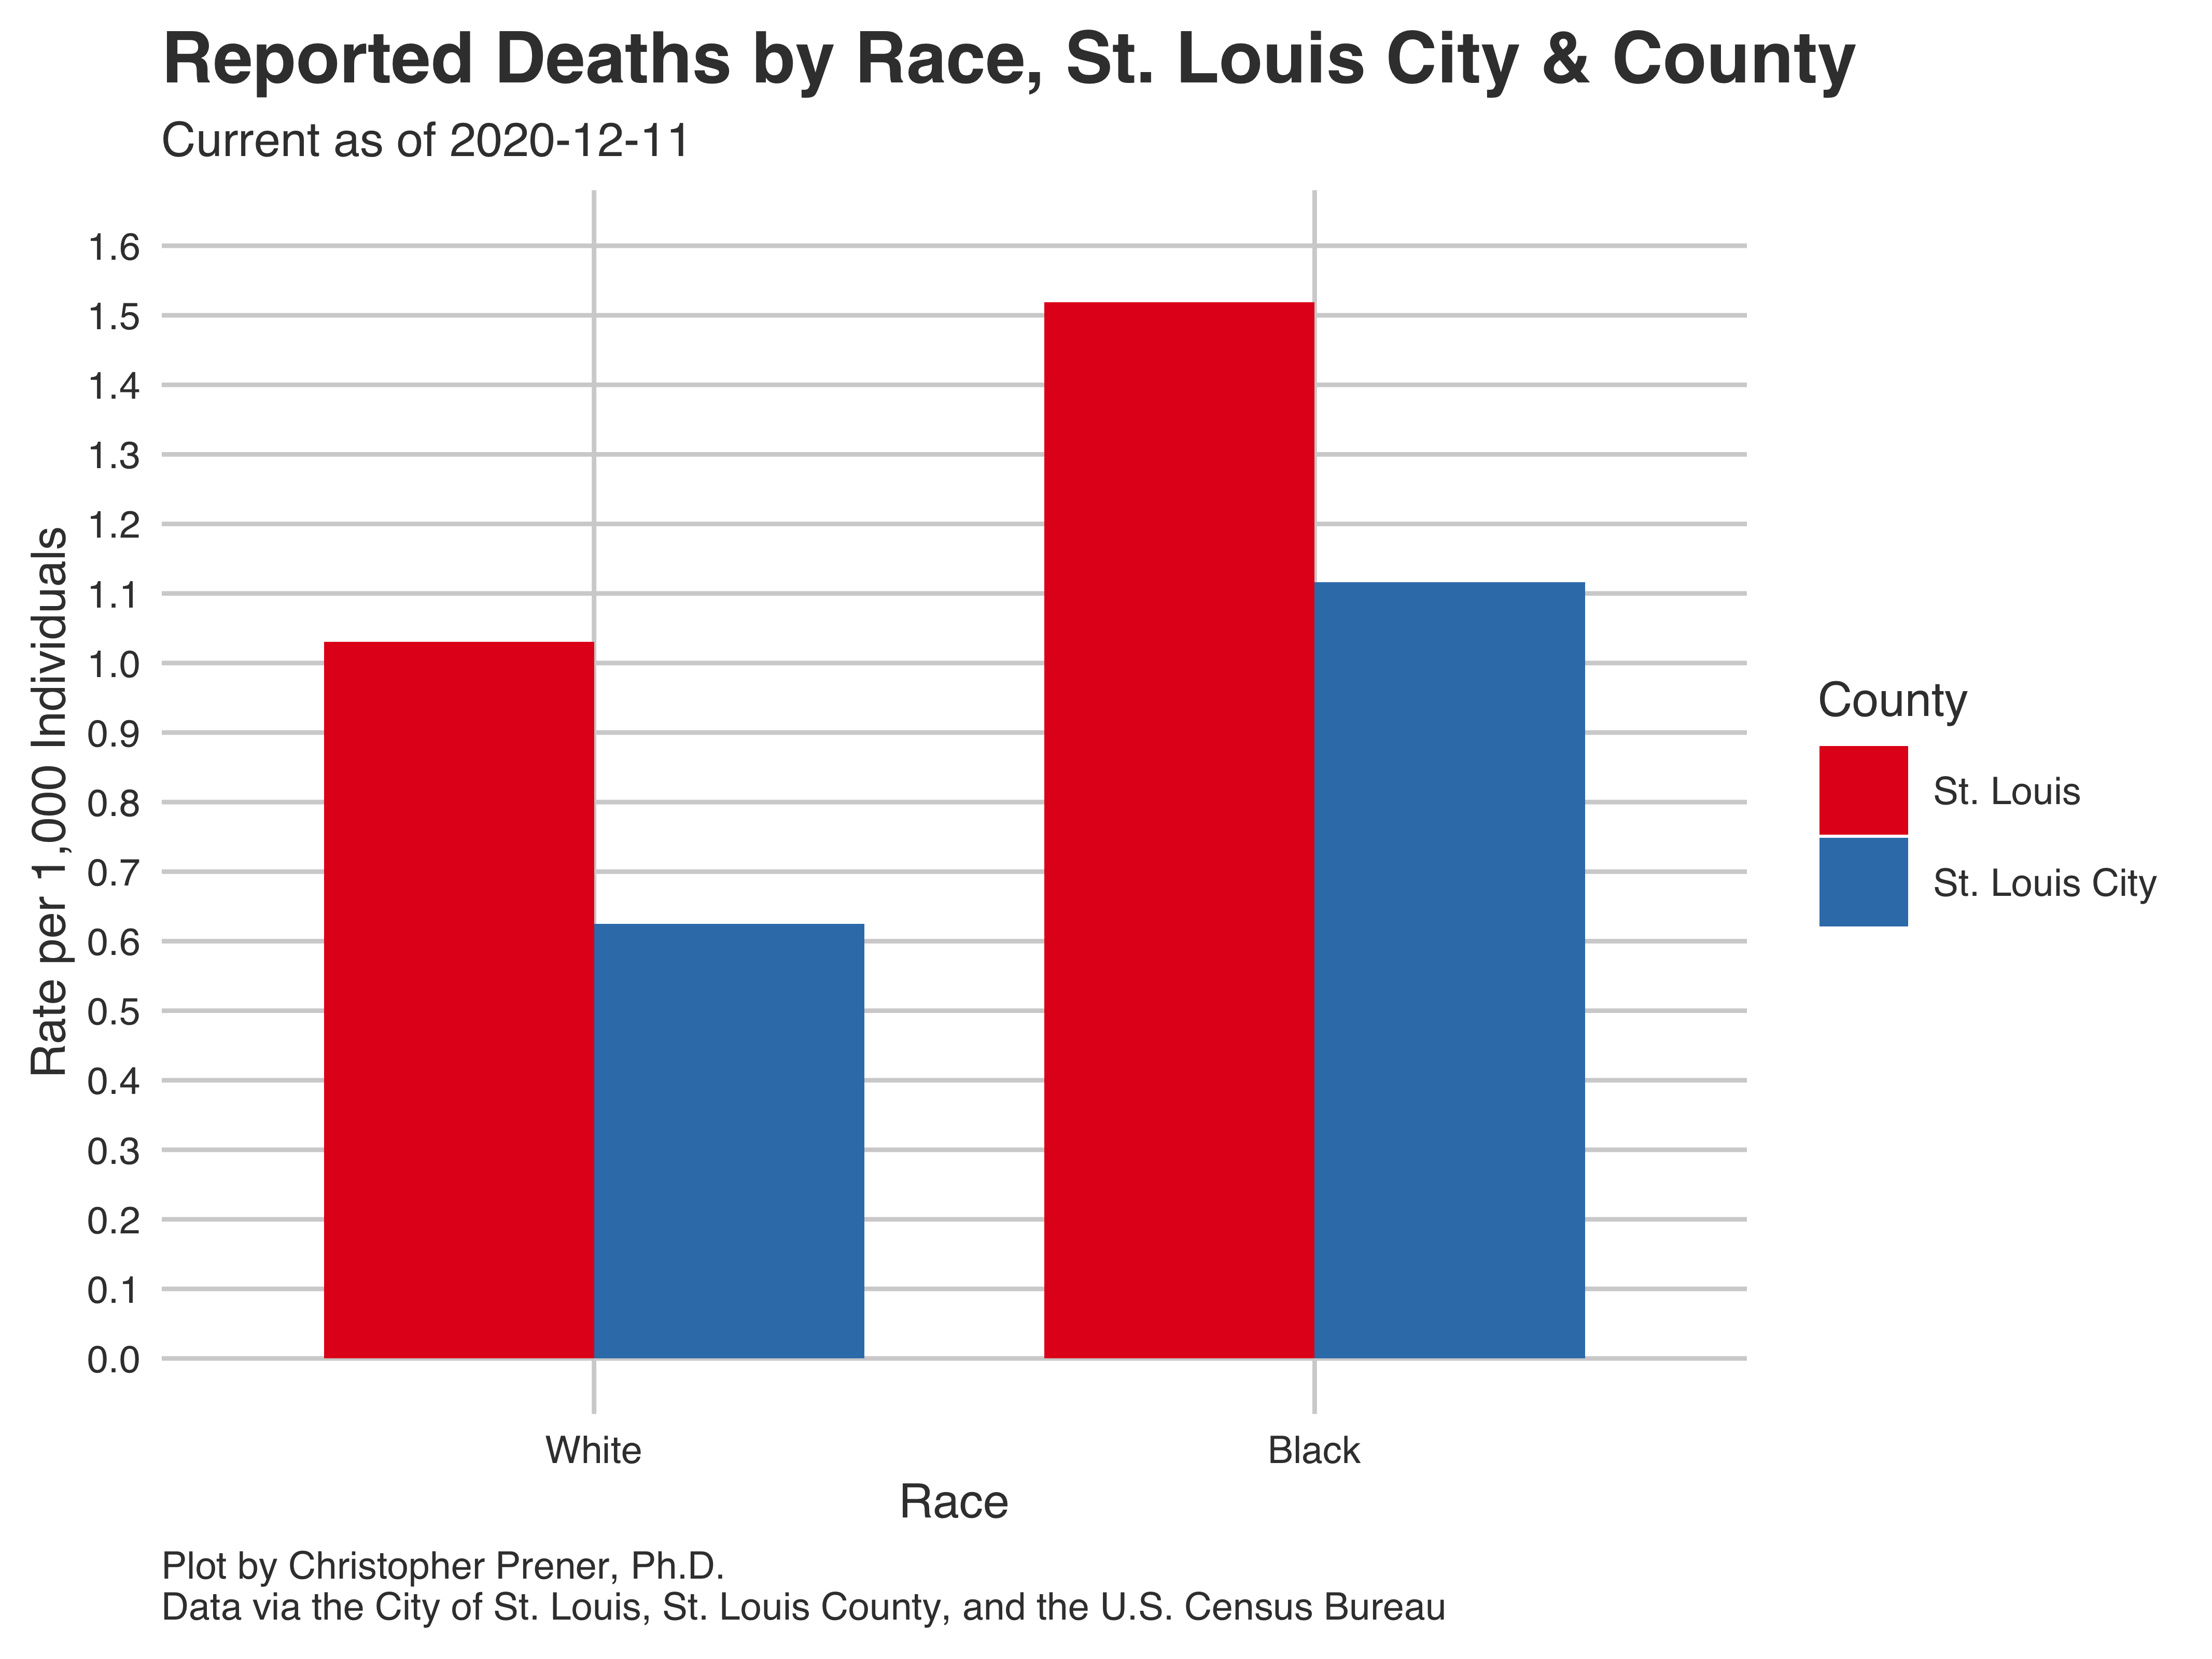 Reported Deaths by Race, St. Louis City & County
Current as of 2020-12-11
Rate per 1,000 Individuals
1.6
1.5
1.4
1.3
1.2
1.1
1.0
0.9
0.8
0.7
0.6
0.5
0.4
0.3
0.2
0.1
0.0
White
Black
Race
County
St. Louis
St. Louis City
Plot by Christopher Prener, Ph.D.
Data via the City of St. Louis, St. Louis County, and the U.S. Census Bureau